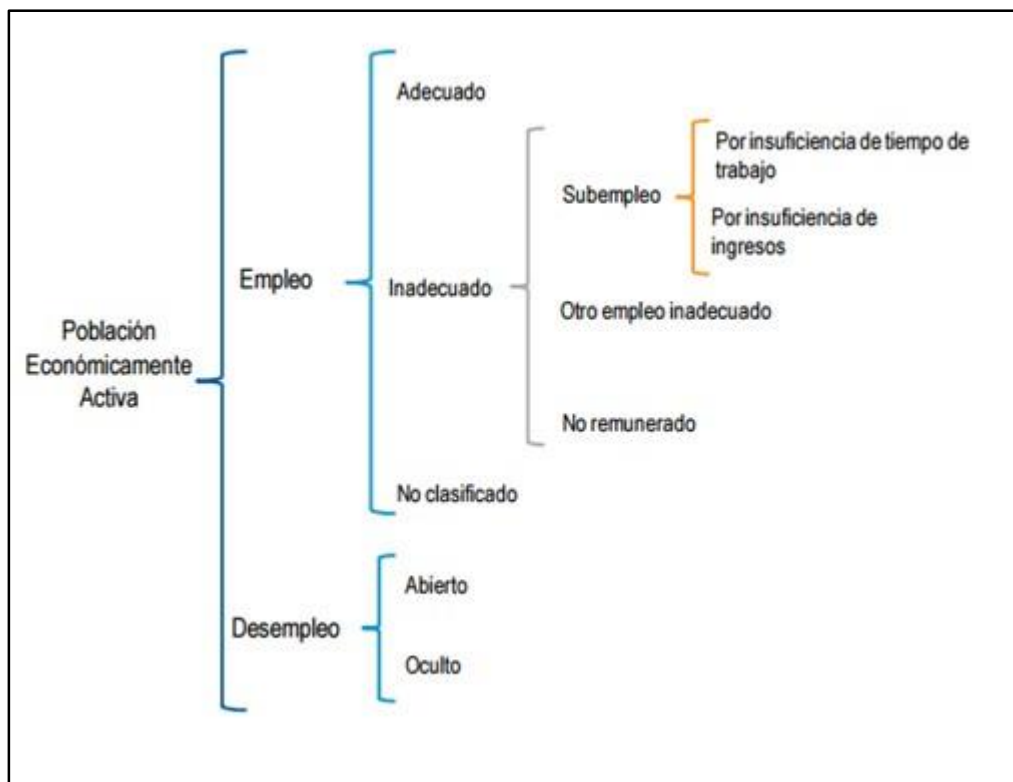 Población
Económicamente
Activa
Empleo
Adecuado
Inadecuado
Subempleo
Por insuficiencia de tiempo de
trabajo
Por insuficiencia de
ingresos
Otro empleo inadecuado
No remunerado
No clasificado
Desempleo
Abierto
Oculto